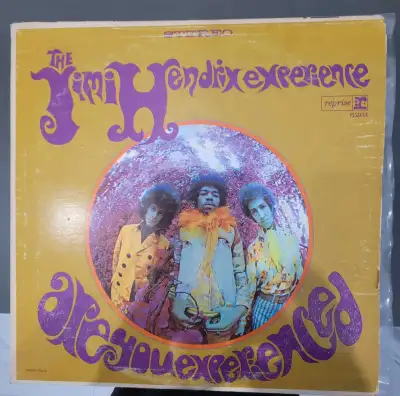 STEREO
THE
Jimi Hendrix experience
reprise
are you experienced